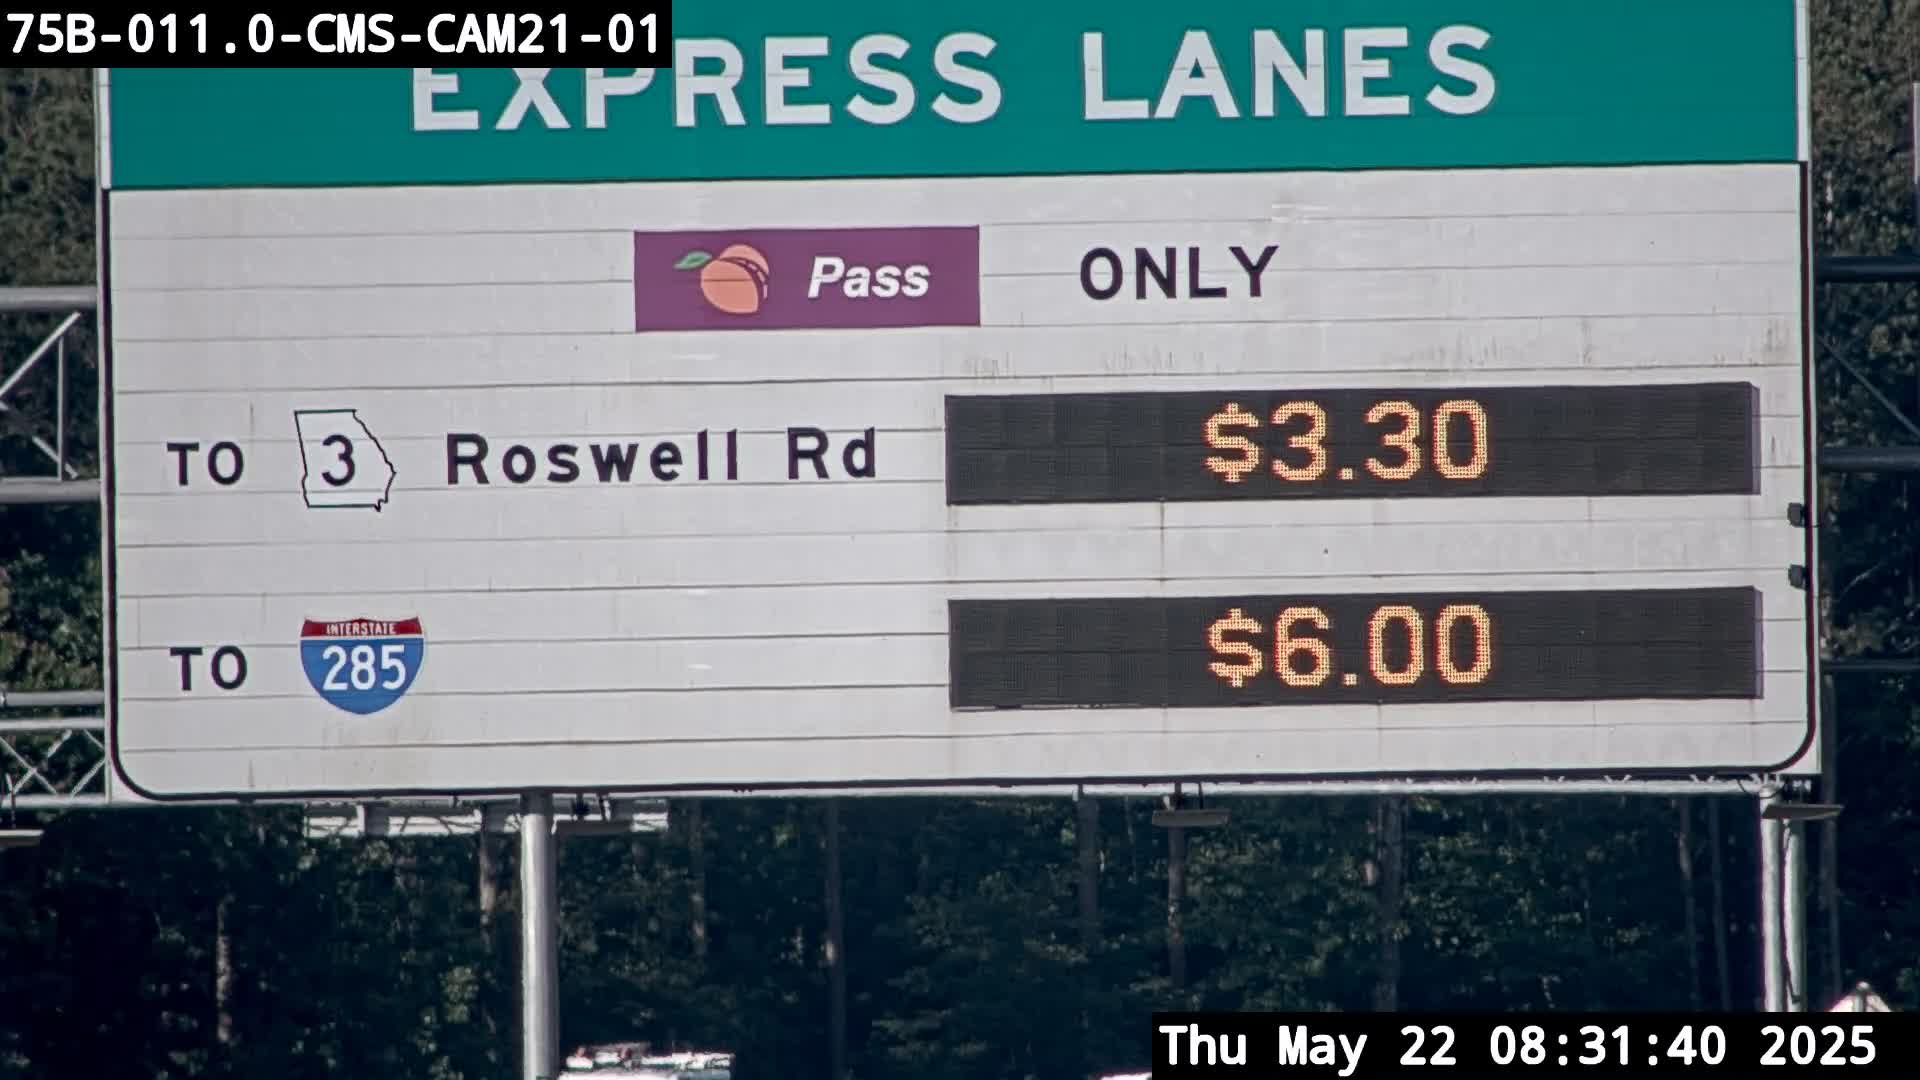 75B-011.0-CMS-CAM21-01
EXPRESS LANES
Pass ONLY
TO 3 Roswell Rd $3.30
TO INTERSTATE 285 $6.00
Thu May 22 08:31:40 2025